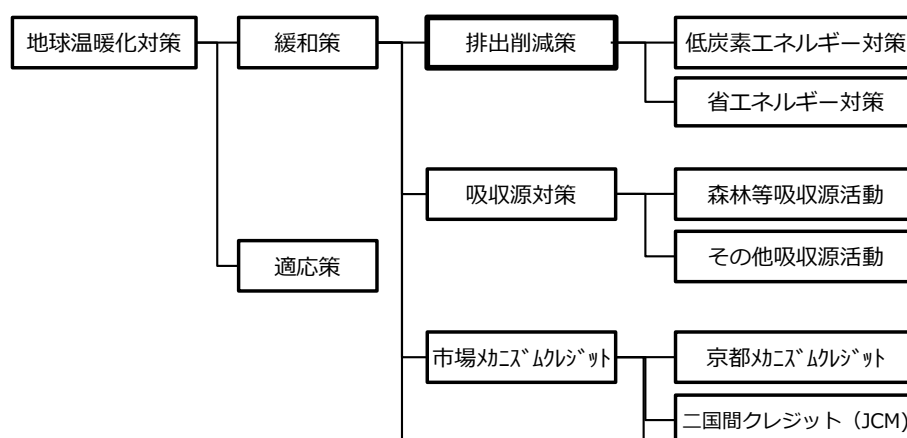 地球温暖化対策
緩和策
排出削減策
低炭素エネルギー対策
省エネルギー対策
吸収源対策
森林等吸収源活動
その他吸収源活動
適応策
市場ﾒｶﾆｽﾞﾑｸﾚｼﾞｯﾄ
京都ﾒｶﾆｽﾞﾑｸﾚｼﾞｯﾄ
二国間クレジット（JCM)